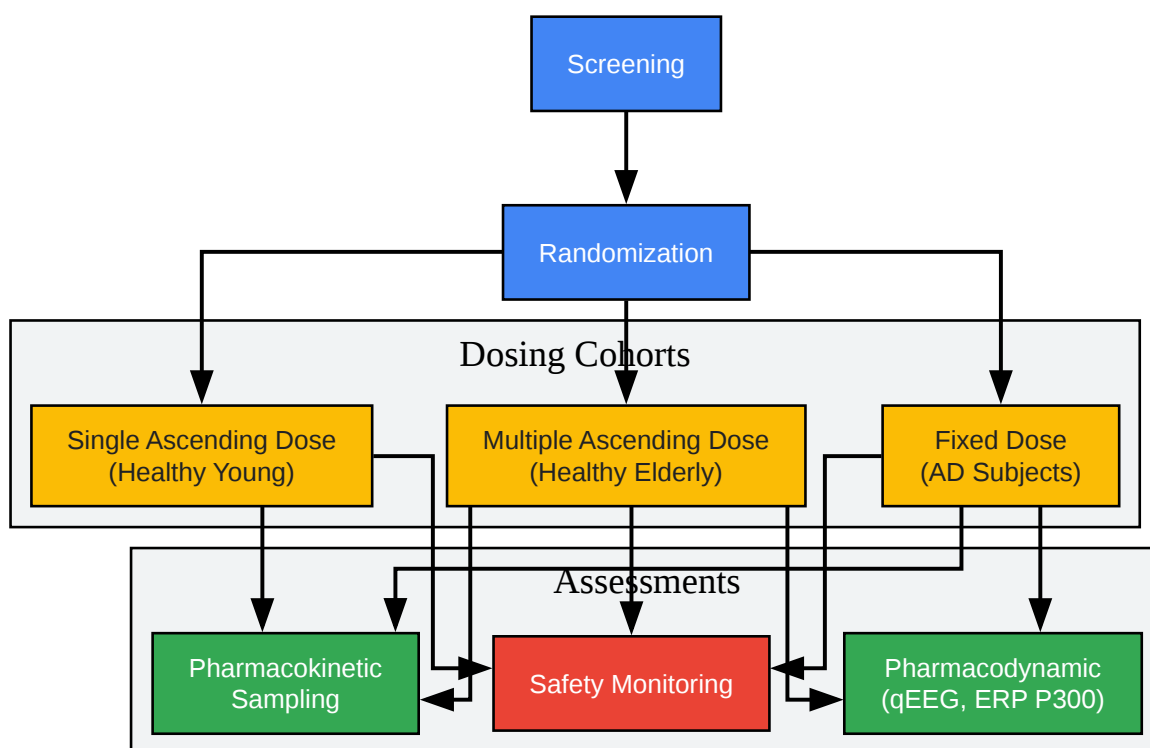 Screening
Randomization
Dosing Cohorts
Single Ascending Dose
(Healthy Young)
Multiple Ascending Dose
(Healthy Elderly)
Fixed Dose
(AD Subjects)
Assessments
Pharmacokinetic
Sampling
Safety Monitoring
Pharmacodynamic
(qEEG, ERP P300)